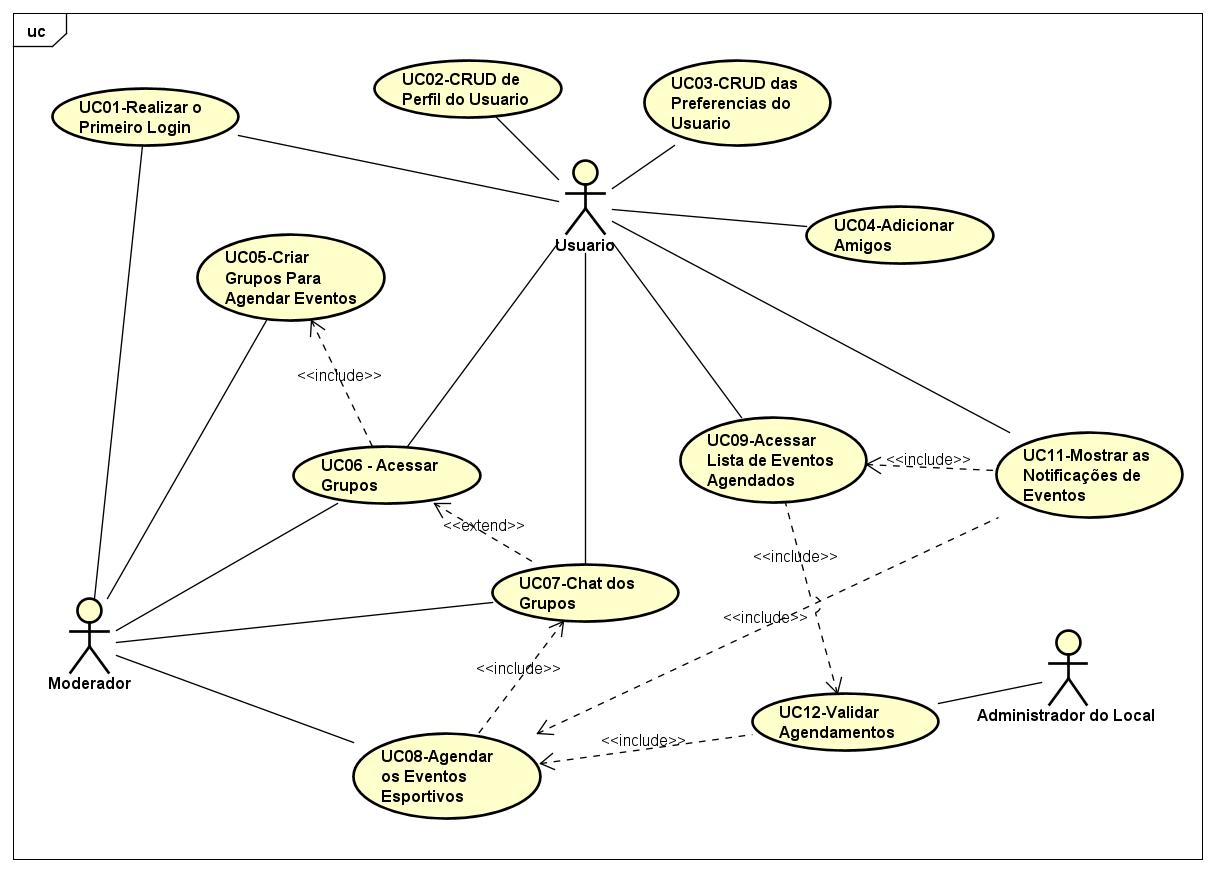 uc
UC01-Realizar o
Primeiro Login
UC02-CRUD de
Perfil do Usuario
UC03-CRUD das
Preferencias do
Usuario
Usuario
UC04-Adicionar
Amigos
UC05-Criar
Grupos Para
Agendar Eventos
<<include>>
UC06 - Acessar
Grupos
<<extend>>
UC09-Acessar
Lista de Eventos
Agendados
<<include>>
UC11-Mostrar as
Notificações de
Eventos
<<include>>
UC07-Chat dos
Grupos
<<include>>
Moderador
<<include>>
Administrador do Local
UC12-Validar
Agendamentos
<<include>>
UC08-Agendar
os Eventos
Esportivos